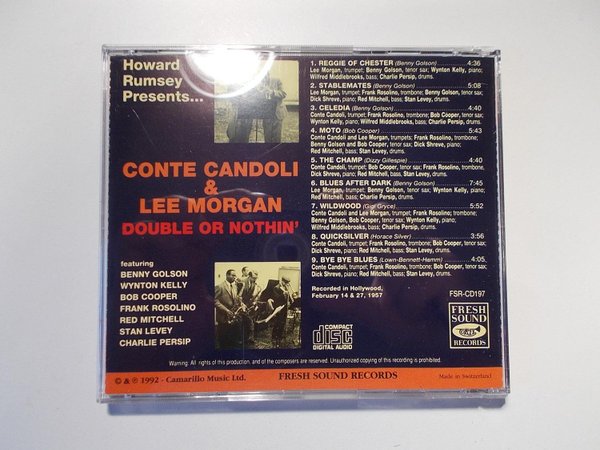 Howard
Rumsey
Presents...
CONTE CANDOLI
&
LEE MORGAN
DOUBLE OR NOTHIN'
featuring
BENNY GOLSON
WYNTON KELLY
BOB COOPER
FRANK ROSOLINO
RED MITCHELL
STAN LEVEY
CHARLIE PERSIP
1. REGGIE OF CHESTER (Benny Golson) 4:36
Lee Morgan, trumpet; Benny Golson, tenor sax; Wynton Kelly, piano;
Wilfred Middlebrooks, bass; Charlie Persip, drums.
2. STABLEMATES (Benny Golson) 5:08
Lee Morgan, trumpet; Frank Rosolino, trombone; Benny Golson, tenor sax;
Dick Shreve, piano; Red Mitchell, bass; Stan Levey, drums.
3. CELEDIA (Benny Golson) 4:40
Conte Candoli, trumpet; Frank Rosolino, trombone; Bob Cooper, tenor sax;
Wynton Kelly, piano; Wilfred Middlebrooks, bass; Charlie Persip, drums.
4. MOTO (Bob Cooper) 5:43
Conte Candoli and Lee Morgan, trumpets; Frank Rosolino, trombone;
Benny Golson and Bob Cooper, tenor sax; Dick Shreve, piano;
Red Mitchell, bass; Stan Levey, drums.
5. THE CHAMP (Dizzy Gillespie) 4:40
Conte Candoli, trumpet; Bob Cooper, tenor sax; Frank Rosolino, trombone;
Dick Shreve, piano; Red Mitchell, bass; Stan Levey, drums.
6. BLUES AFTER DARK (Benny Golson) 7:45
Lee Morgan, trumpet; Benny Golson, tenor sax; Wynton Kelly, piano;
Red Mitchell, bass; Charlie Persip, drums.
7. WILDWOOD (Gigi Gryce) 5:52
Conte Candoli and Lee Morgan, trumpets; Frank Rosolino, trombone;
Benny Golson, Bob Cooper, tenor sax; Wynton Kelly, piano;
Wilfred Middlebrooks, bass; Charlie Persip, drums.
8. QUICKSILVER (Horace Silver) 3:56
Conte Candoli, trumpet; Frank Rosolino, trombone; Bob Cooper, tenor sax;
Dick Shreve, piano; Red Mitchell, bass; Stan Levey, drums.
9. BYE BYE BLUES (Lown-Bennett-Hamm) 4:05
Conte Candoli, trumpet; Frank Rosolino, trombone; Bob Cooper, tenor sax;
Dick Shreve, piano; Red Mitchell, bass; Stan Levey, drums.
Recorded in Hollywood,
February 14 & 27, 1957
FSR-CD197
COMPACT
disc
DIGITAL AUDIO
FRESH
SOUND
RECORDS
Warning: All rights of this production, and of the composers are reserved. Unauthorized copying of this recording is prohibited.
© & ℗ 1992 - Camarillo Music Ltd.
FRESH SOUND RECORDS
Made in Switzerland